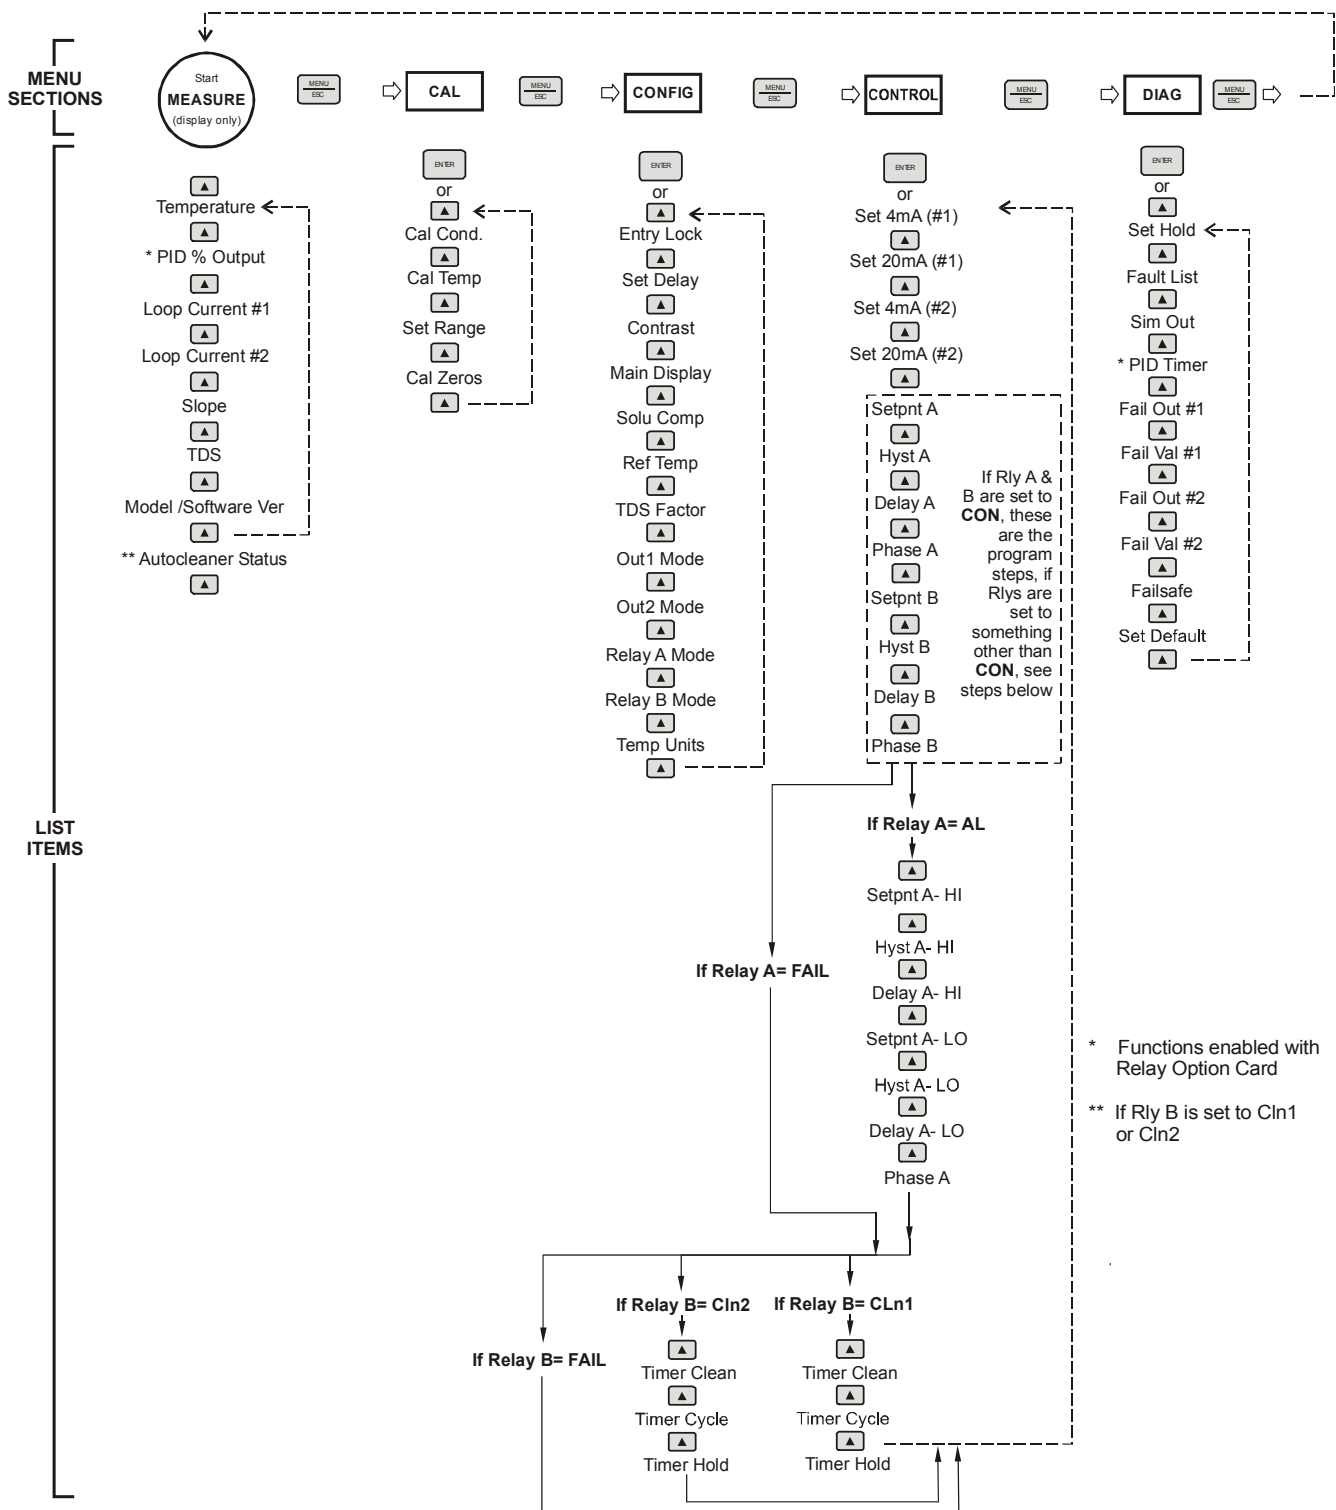 MENU
SECTIONS
Start
MEASURE
(display only)
MENU
ESC
CAL
MENU
ESC
CONFIG
MENU
ESC
CONTROL
MENU
ESC
DIAG
MENU
ESC
LIST
ITEMS
Temperature
* PID % Output
Loop Current #1
Loop Current #2
Slope
TDS
Model /Software Ver
** Autocleaner Status
ENTER
or
Cal Cond.
Cal Temp
Set Range
Cal Zeros
ENTER
or
Entry Lock
Set Delay
Contrast
Main Display
Solu Comp
Ref Temp
TDS Factor
Out1 Mode
Out2 Mode
Relay A Mode
Relay B Mode
Temp Units
ENTER
or
Set 4mA (#1)
Set 20mA (#1)
Set 4mA (#2)
Set 20mA (#2)
Setpnt A
Hyst A
Delay A
Phase A
Setpnt B
Hyst B
Delay B
Phase B
If Rly A &
B are set to
CON, these
are the
program
steps, if
Rlys are
set to
something
other than
CON, see
steps below
ENTER
or
Set Hold
Fault List
Sim Out
* PID Timer
Fail Out #1
Fail Val #1
Fail Out #2
Fail Val #2
Failsafe
Set Default
If Relay A= AL
Setpnt A- HI
Hyst A- HI
Delay A- HI
Setpnt A- LO
Hyst A- LO
Delay A- LO
Phase A
If Relay A= FAIL
* Functions enabled with
Relay Option Card
** If Rly B is set to Cln1
or Cln2
If Relay B= FAIL
If Relay B= Cln2
Timer Clean
Timer Cycle
Timer Hold
If Relay B= CLn1
Timer Clean
Timer Cycle
Timer Hold